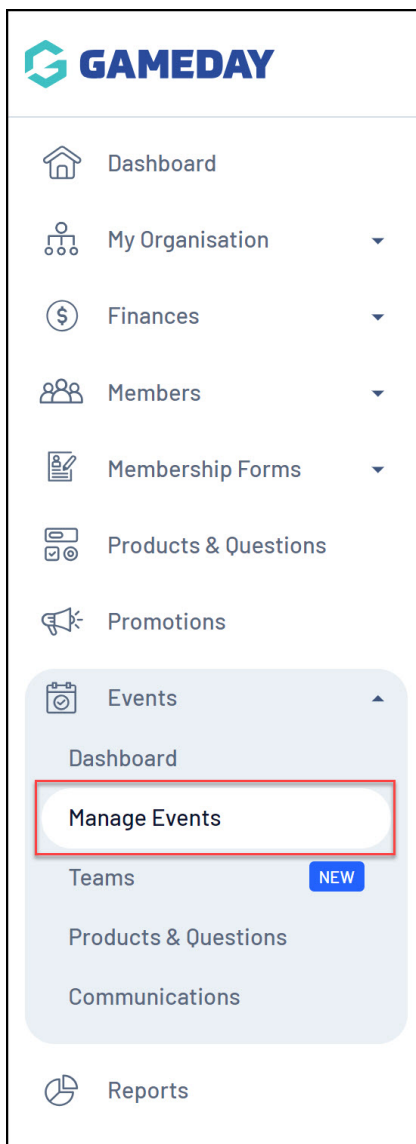 GAMEDAY
Dashboard
My Organisation
Finances
Members
Membership Forms
Products & Questions
Promotions
Events
Dashboard
Manage Events
Teams NEW
Products & Questions
Communications
Reports